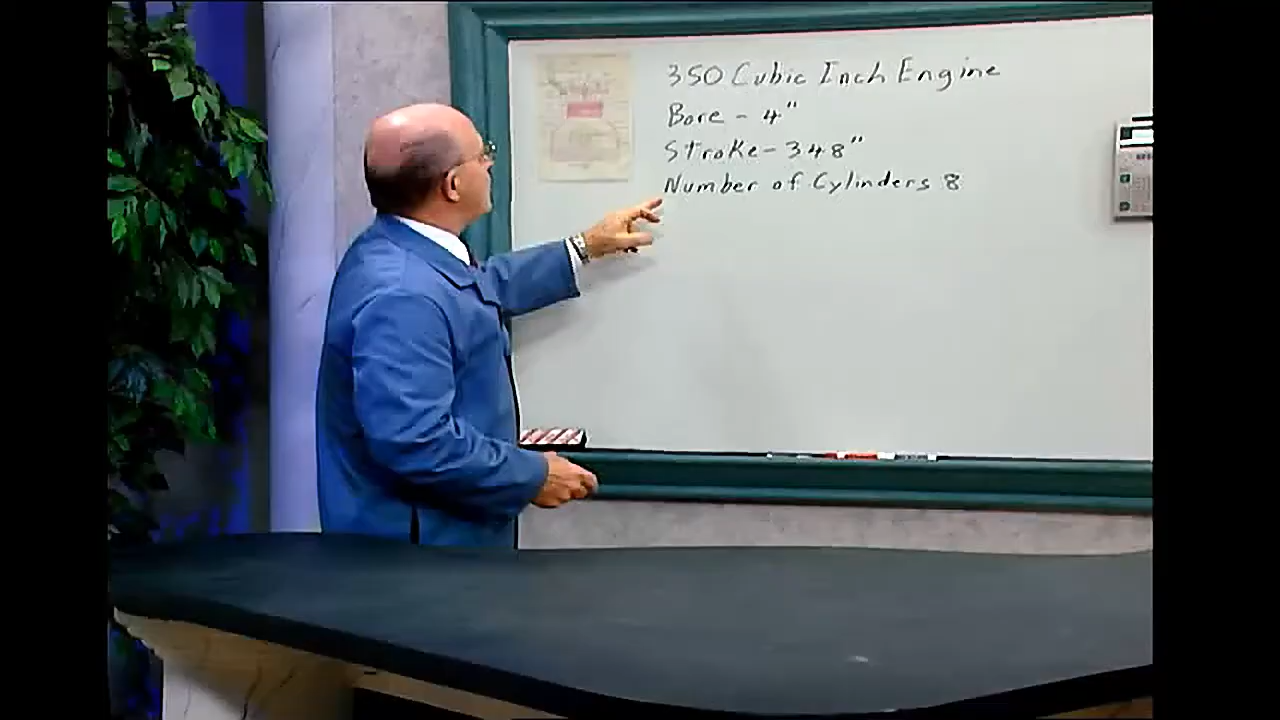 350 Cubic Inch Engine
Bore - 4"
Stroke - 348"
Number of Cylinders 8